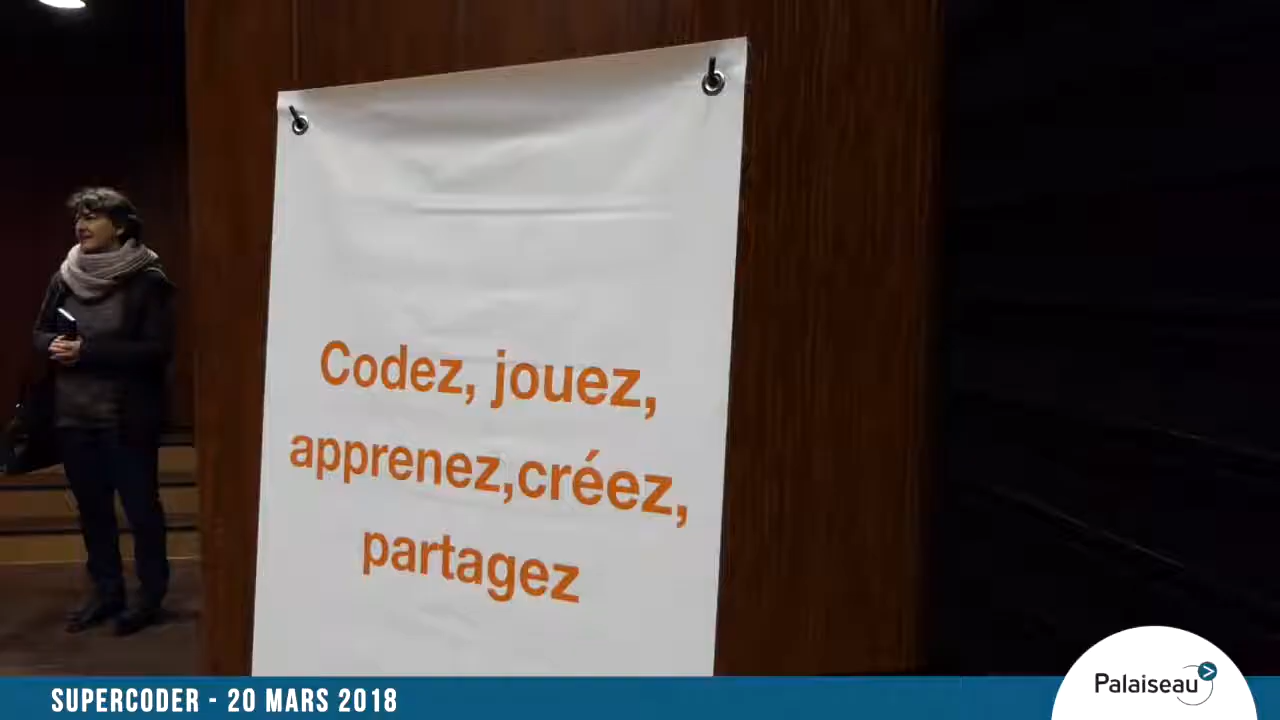 Codez, jouez,
apprenez,créez,
partagez
SUPERCODER - 20 MARS 2018
Palaiseau